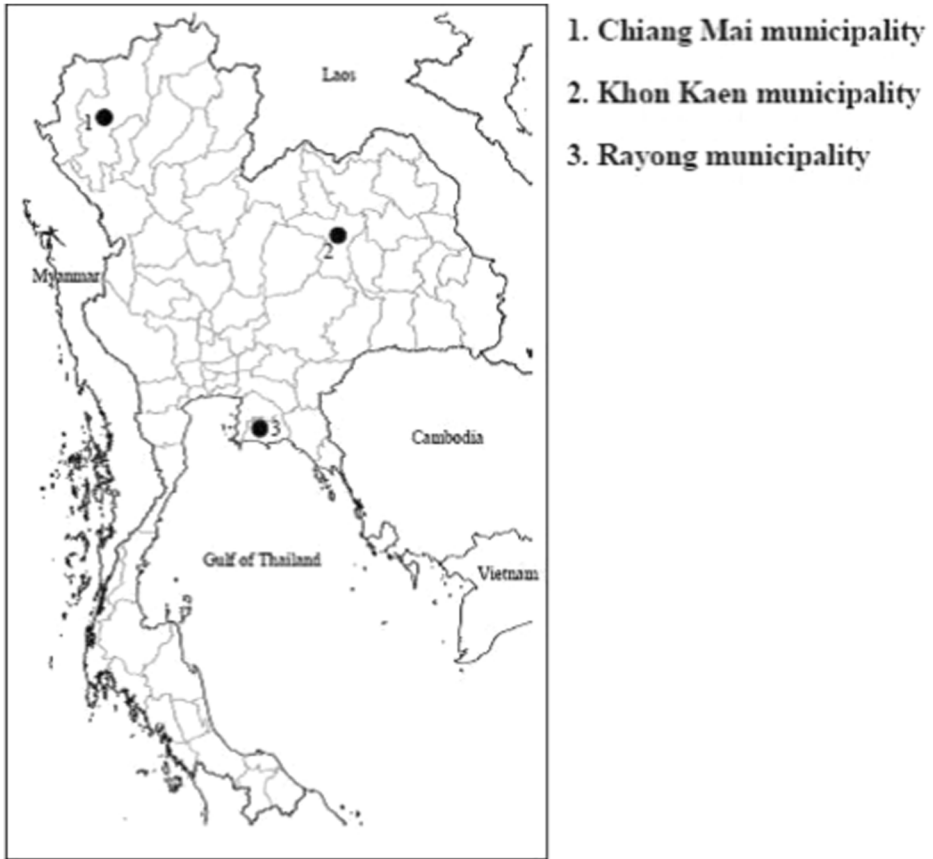 Laos
1
2
Myanmar
3
Cambodia
Gulf of Thailand
Vietnam
1. Chiang Mai municipality
2. Khon Kaen municipality
3. Rayong municipality